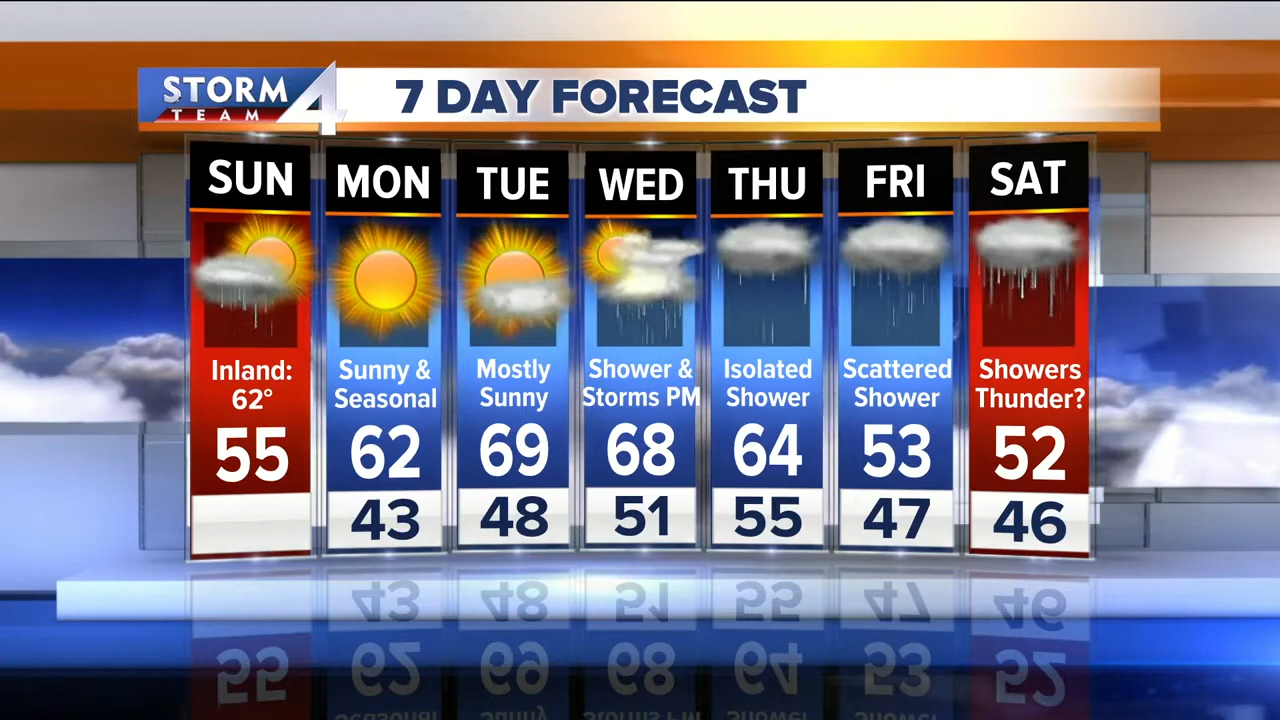 STORM
TEAM 4
7 DAY FORECAST
SUN
MON
TUE
WED
THU
FRI
SAT
Inland:
62°
Sunny &
Seasonal
Mostly
Sunny
Shower &
Storms PM
Isolated
Shower
Scattered
Shower
Showers
Thunder?
55
62
69
68
64
53
52
43
48
51
55
47
46